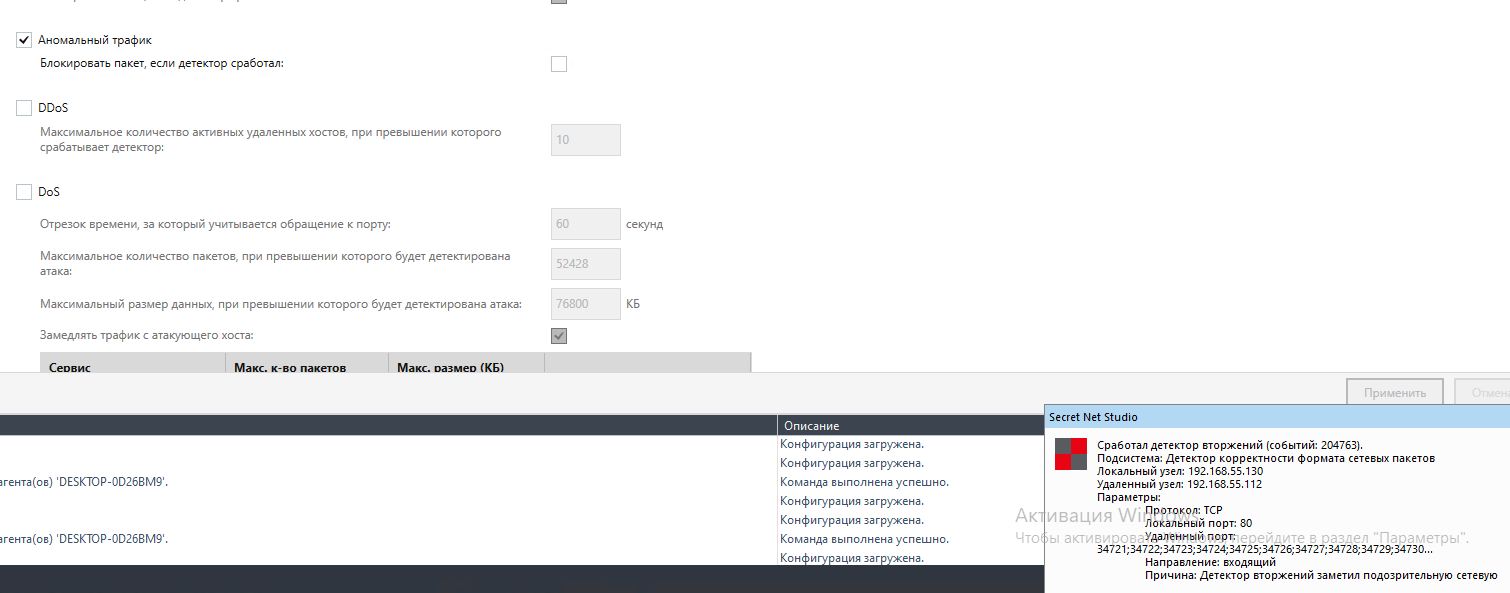 Аномальный трафик
Блокировать пакет, если детектор сработал:
DDoS
Максимальное количество активных удаленных хостов, при превышении которого
срабатывает детектор:
10
DoS
Отрезок времени, за который учитывается обращение к порту:
60
секунд
Максимальное количество пакетов, при превышении которого будет детектирована
атака:
52428
Максимальный размер данных, при превышении которого будет детектирована атака:
76800
КБ
Замедлять трафик с атакующего хоста:
Сервис
Макс. к-во пакетов
Макс. размер (КБ)
Применить
Отмена
Описание
Конфигурация загружена.
Конфигурация загружена.
агента(ов) 'DESKTOP-0D26BM9'.
Команда выполнена успешно.
Конфигурация загружена.
Конфигурация загружена.
агента(ов) 'DESKTOP-0D26BM9'.
Команда выполнена успешно.
Конфигурация загружена.
Secret Net Studio
Сработал детектор вторжений (событий: 204763).
Подсистема: Детектор корректности формата сетевых пакетов
Локальный узел: 192.168.55.130
Удаленный узел: 192.168.55.112
Параметры:
Протокол: TCP
Локальный порт: 80
Удаленный порт:
34721;34722;34723;34724;34725;34726;34727;34728;34729;34730...
Направление: входящий
Причина: Детектор вторжений заметил подозрительную сетевую
Активация Windows
Чтобы активировать Windows, перейдите в раздел "Параметры".